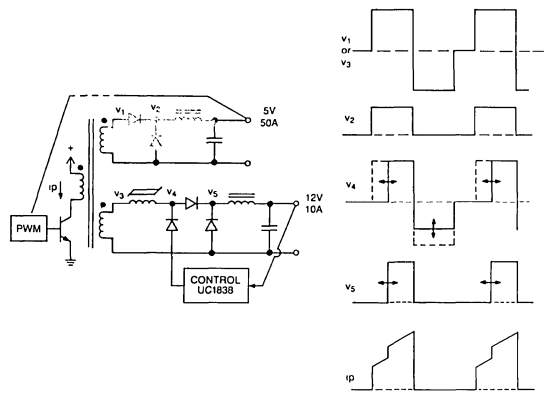 v1
v2
5V
50A
+
Ip
v3
v4
v5
12V
10A
PWM
CONTROL
UC1838
v1
or
v3
v2
v4
v5
Ip